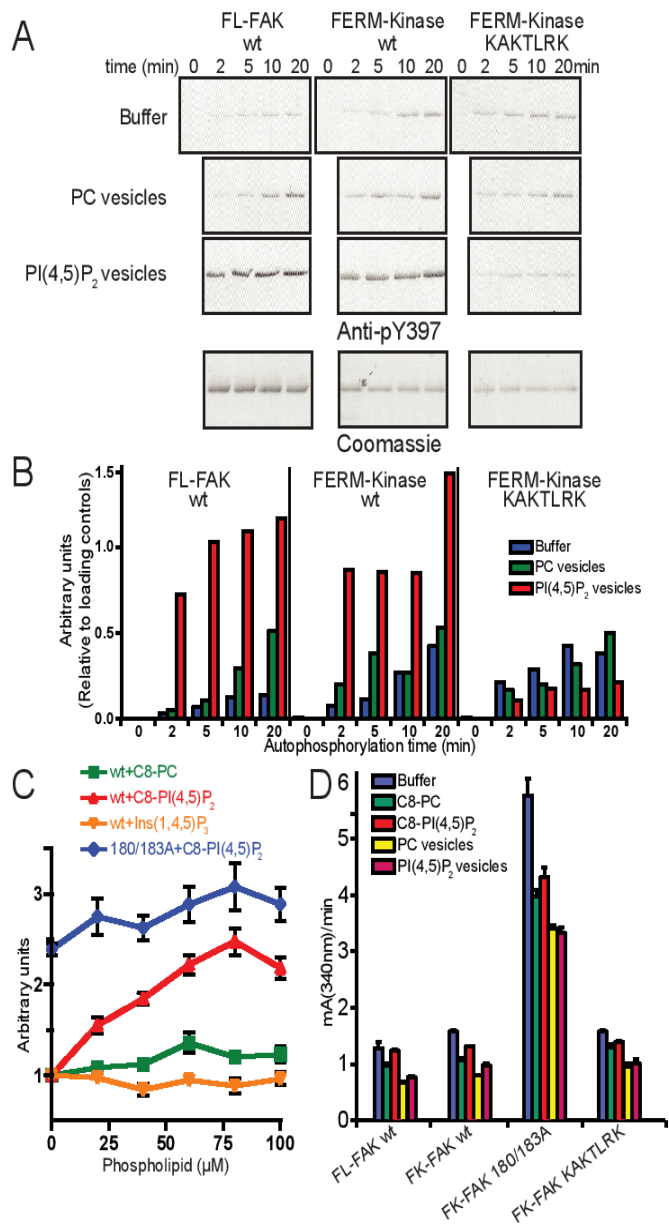 A
FL-FAK wt
FERM-Kinase wt
FERM-Kinase KAKTLRK
time (min) 0 2 5 10 20 0 2 5 10 20 0 2 5 10 20min
Buffer
PC vesicles
PI(4,5)P₂ vesicles
Anti-pY397
Coomassie
B
1.5
1.0
0.5
0.0
Arbitrary units
(Relative to loading controls)
FL-FAK wt
FERM-Kinase wt
FERM-Kinase KAKTLRK
Buffer
PC vesicles
PI(4,5)P₂ vesicles
0 2 5 10 20 0 2 5 10 20 0 2 5 10 20
Autophosphorylation time (min)
C
wt+C8-PC
wt+C8-PI(4,5)P₂
wt+Ins(1,4,5)P₃
180/183A+C8-PI(4,5)P₂
3
2
1
Arbitrary units
0 25 50 75 100
Phospholipid (µM)
D
6
5
4
3
2
1
0
mA(340nm)/min
Buffer
C8-PC
C8-PI(4,5)P₂
PC vesicles
PI(4,5)P₂ vesicles
FL-FAK wt
FK-FAK wt
FK-FAK 180/183A
FK-FAK KAKTLRK